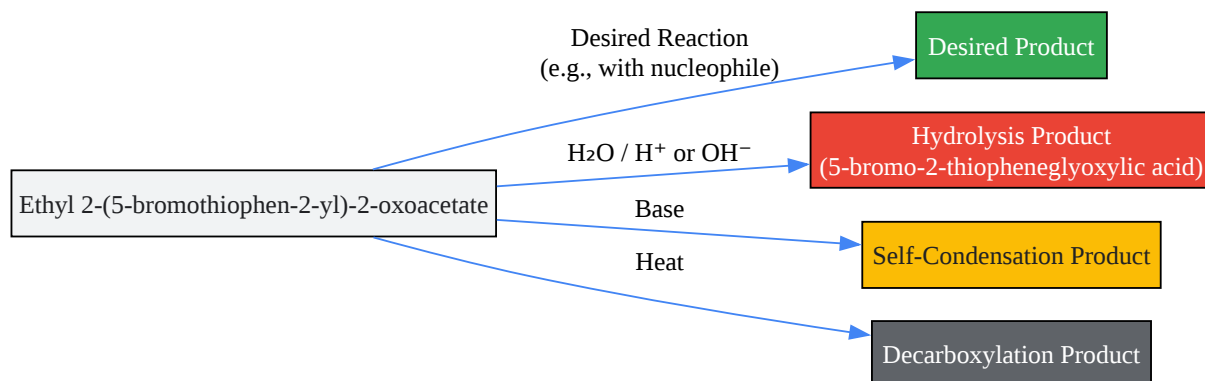 Desired Reaction
(e.g., with nucleophile)
Desired Product
H₂O / H⁺ or OH⁻
Hydrolysis Product
(5-bromo-2-thiopheneglyoxylic acid)
Ethyl 2-(5-bromothiophen-2-yl)-2-oxoacetate
Base
Self-Condensation Product
Heat
Decarboxylation Product